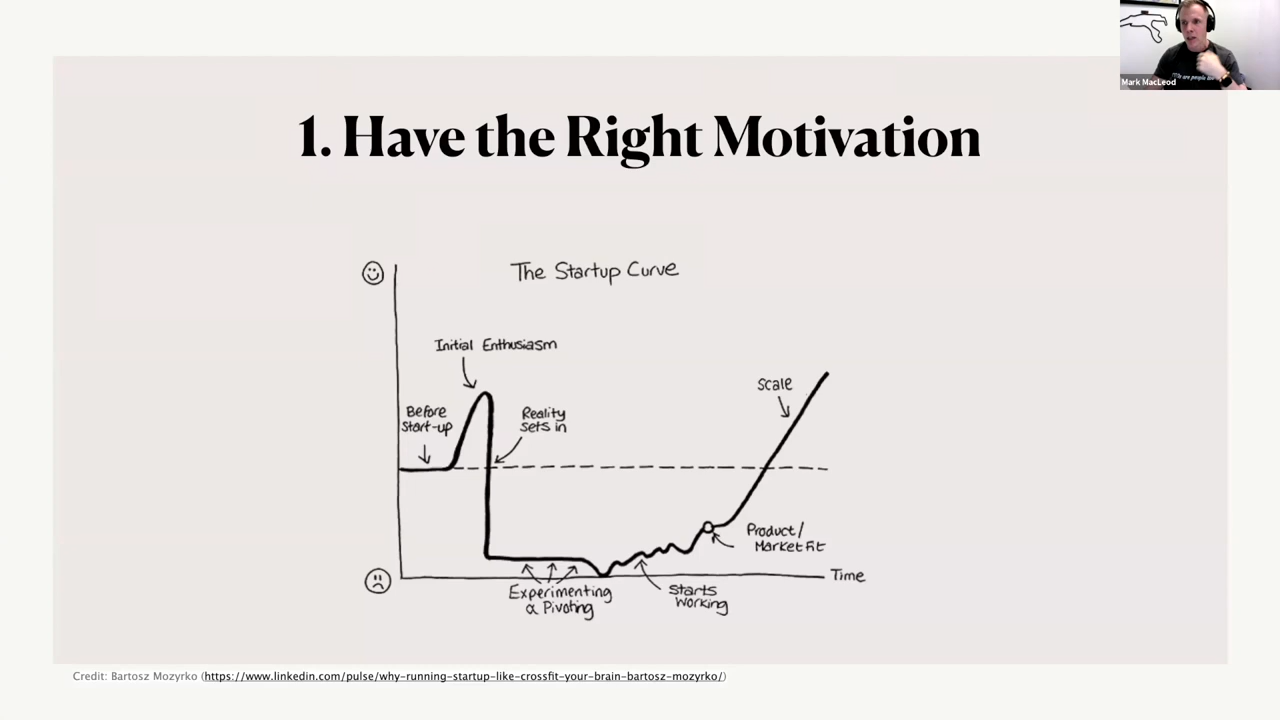 Mark MacLeod
1. Have the Right Motivation
The Startup Curve
Initial Enthusiasm
Before
Start-up
Reality
sets in
Scale
Product/
Market Fit
Time
Experimenting
& Pivoting
Starts
Working
Credit: Bartosz Mozyrko (https://www.linkedin.com/pulse/why-running-startup-like-crossfit-your-brain-bartosz-mozyrko/)